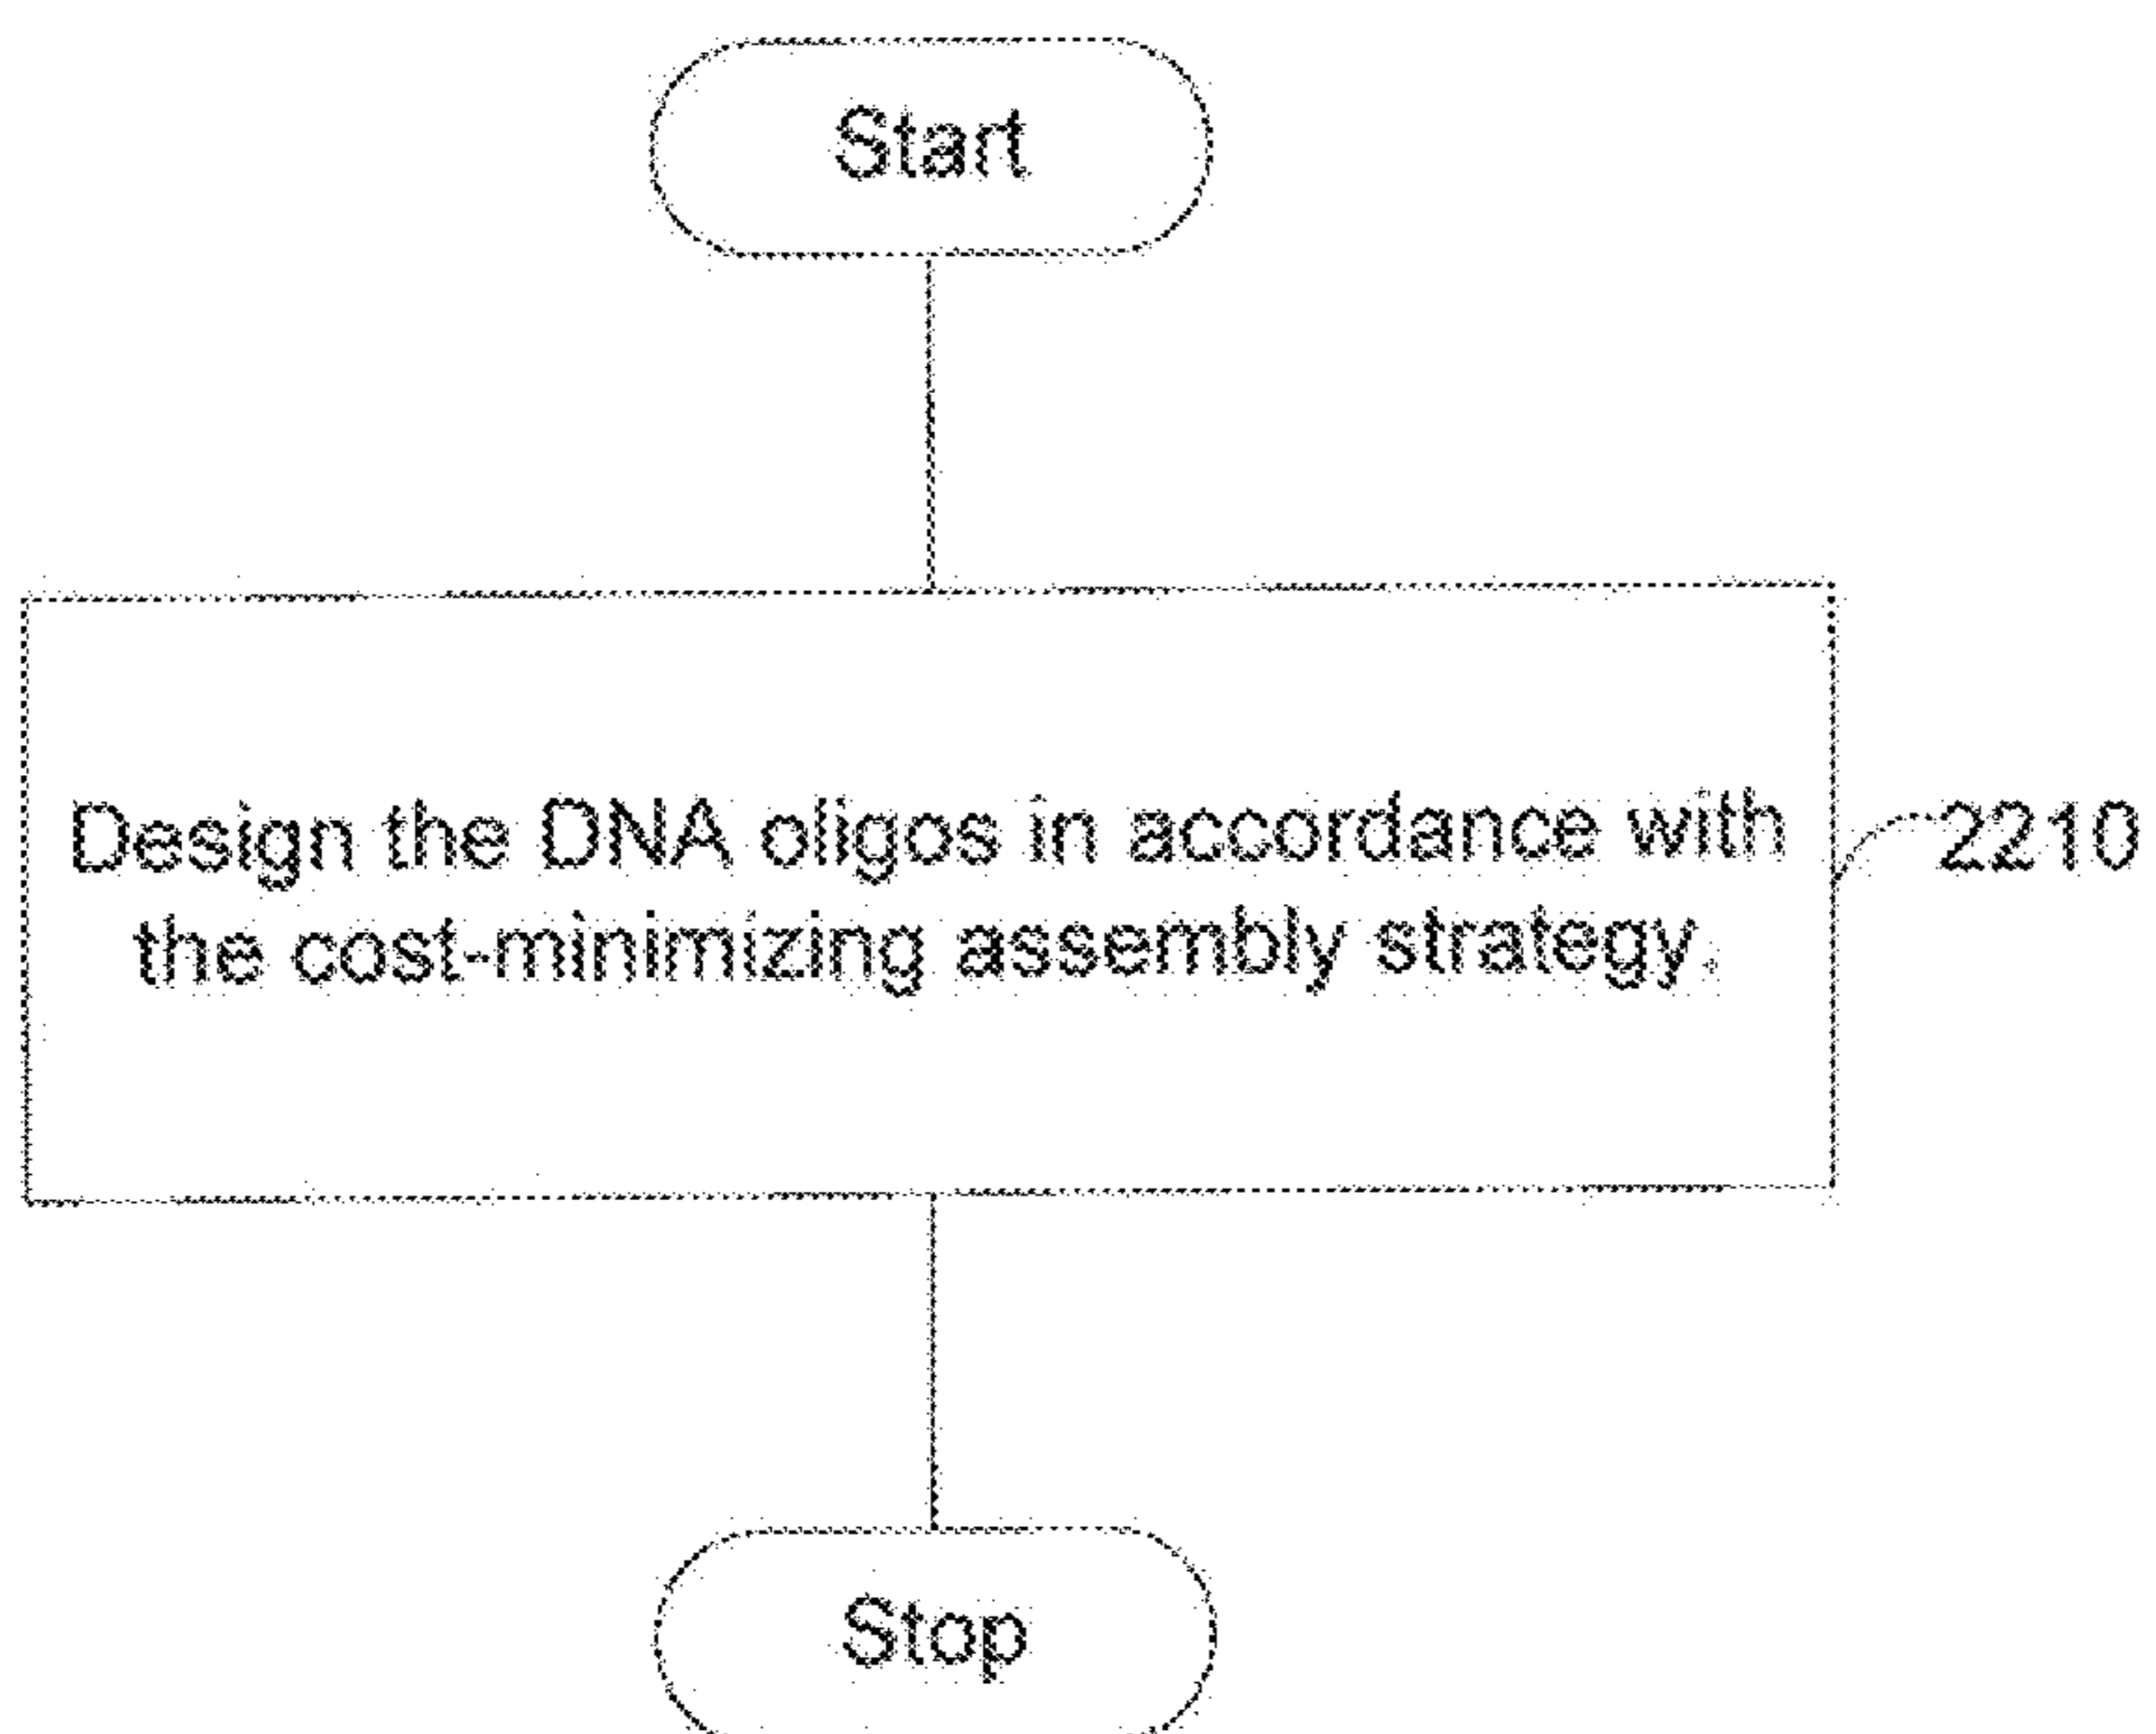 Start
Design the DNA oligos in accordance with
the cost-minimizing assembly strategy.
2210
Stop